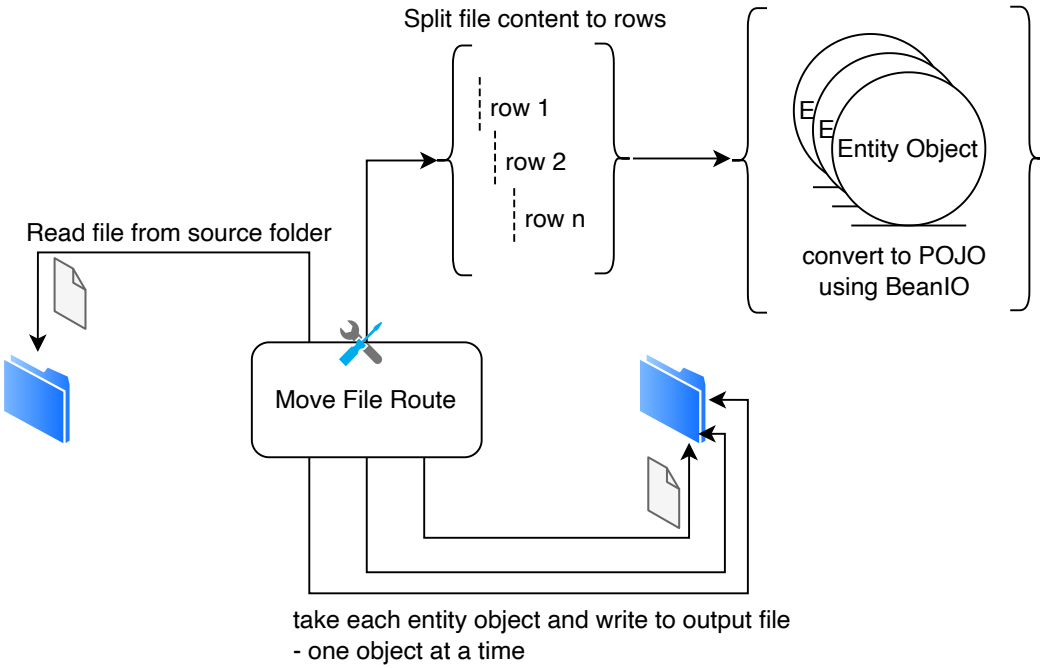 Split file content to rows
row 1
row 2
row n
E
E
Entity Object
convert to POJO
using BeanIO
Read file from source folder
Move File Route
take each entity object and write to output file
- one object at a time